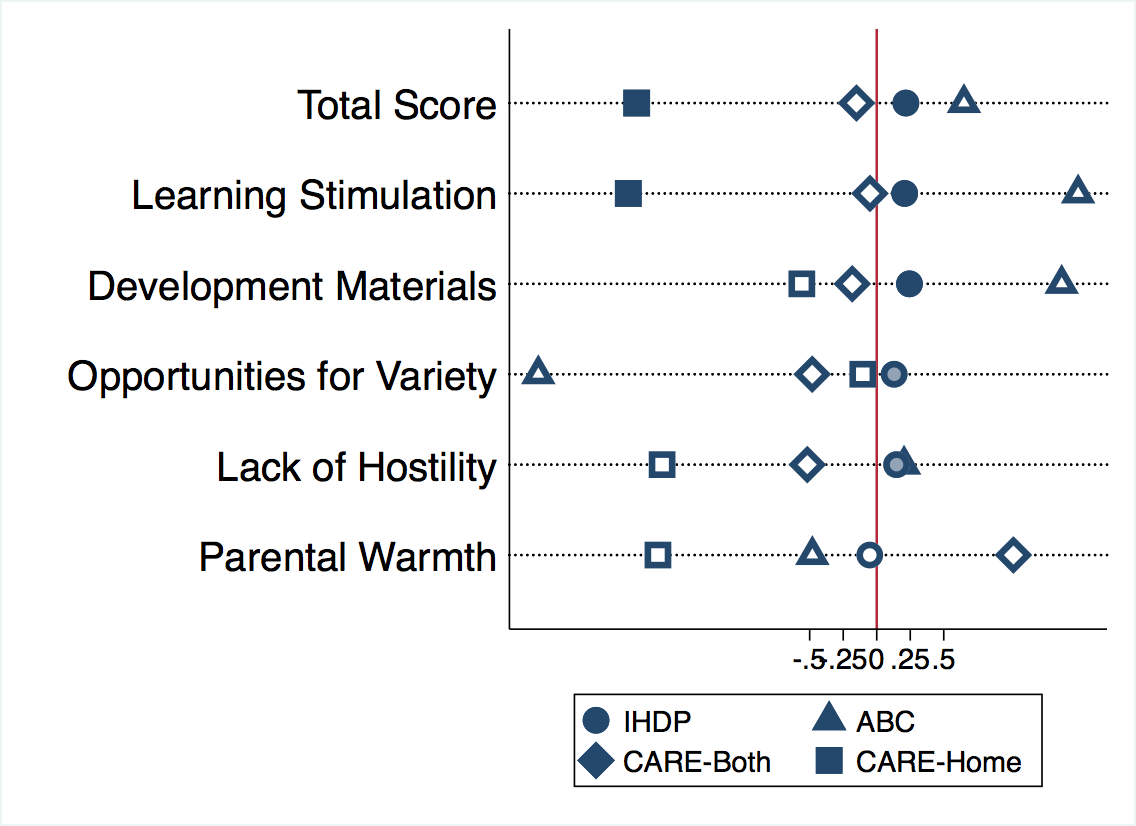 Total Score
Learning Stimulation
Development Materials
Opportunities for Variety
Lack of Hostility
Parental Warmth
-.5 -.25 0 .25 .5
IHDP ABC
CARE-Both CARE-Home